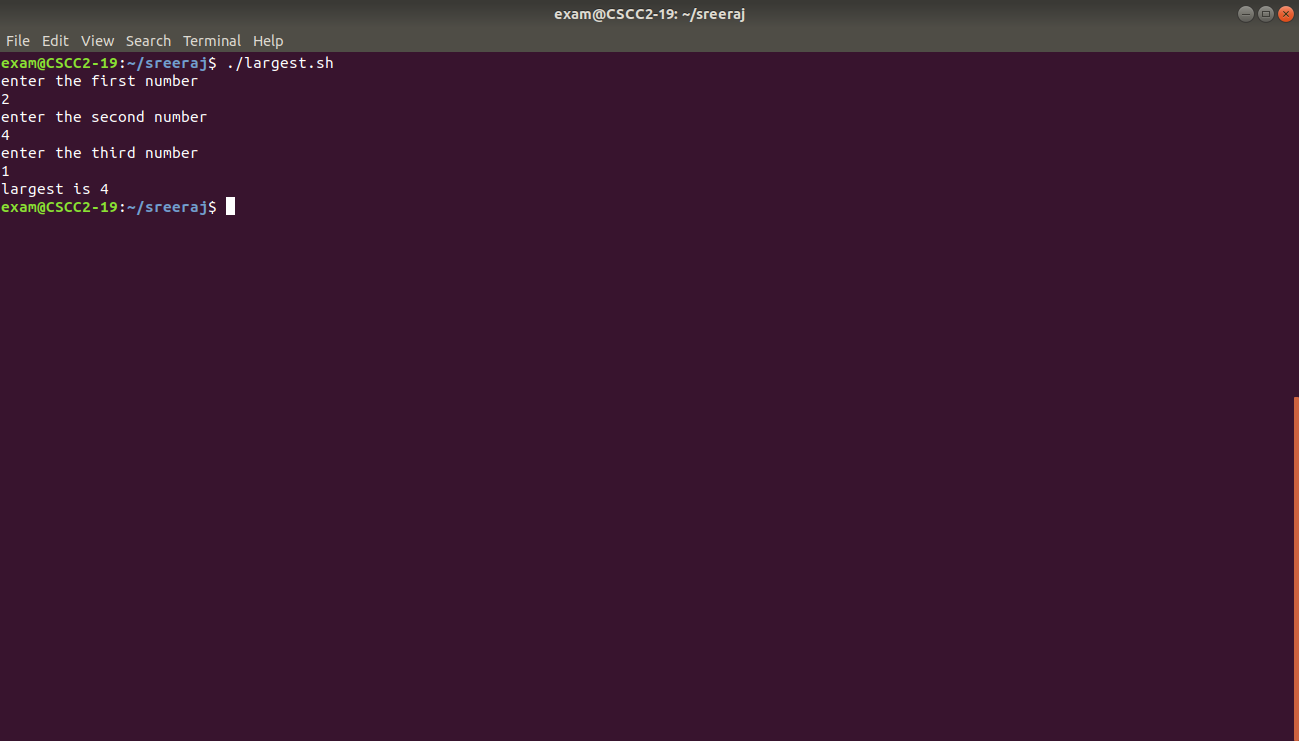 exam@CSCC2-19: ~/sreeraj
File Edit View Search Terminal Help
exam@CSCC2-19:~/sreeraj$ ./largest.sh
enter the first number
2
enter the second number
4
enter the third number
1
largest is 4
exam@CSCC2-19:~/sreeraj$